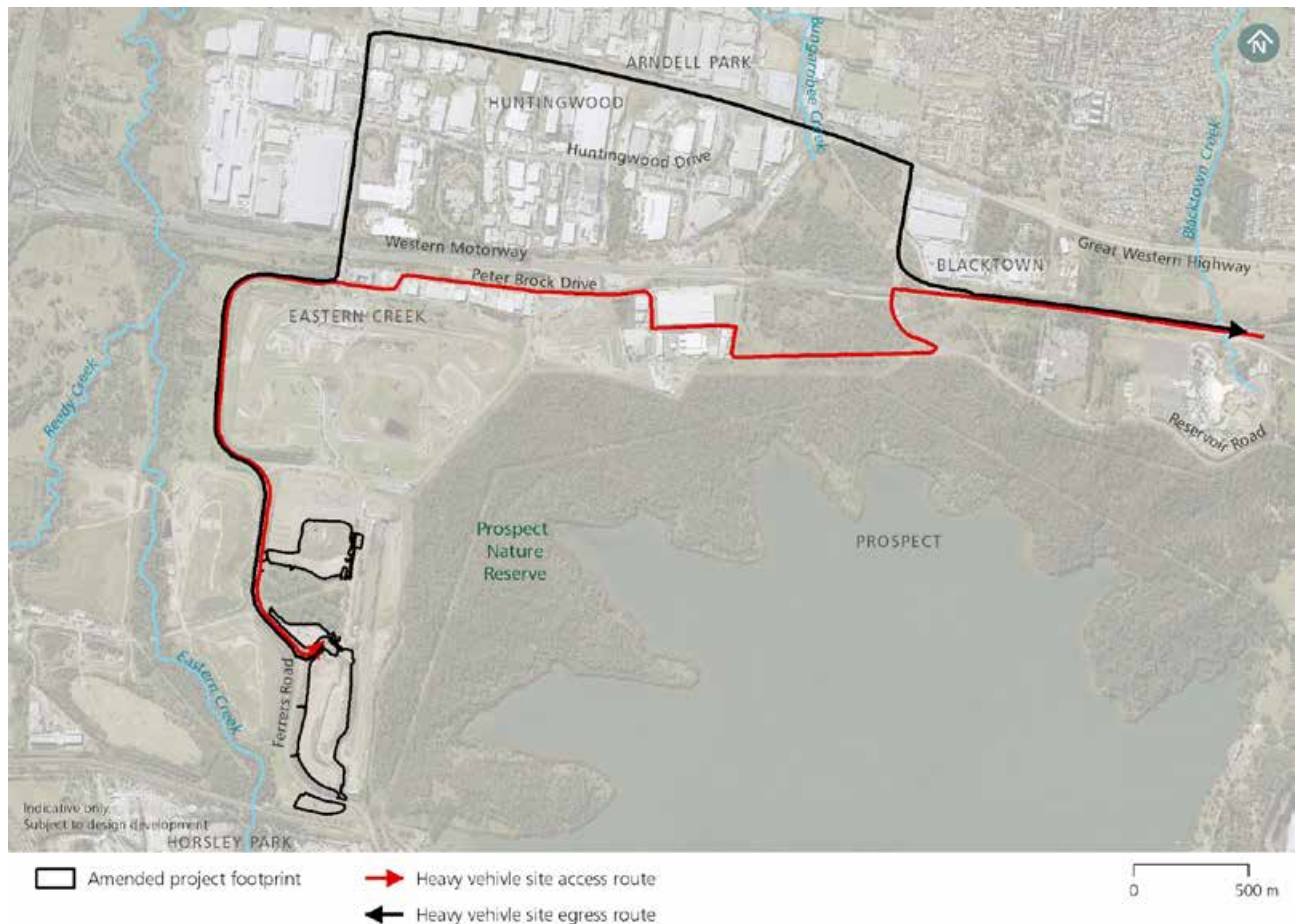 N
Bungarribee Creek
ARNDELL PARK
HUNTINGWOOD
Huntingwood Drive
Blacktown Creek
Western Motorway
Great Western Highway
BLACKTOWN
Peter Brock Drive
EASTERN CREEK
Reedy Creek
Reservoir Road
Prospect
Nature
Reserve
PROSPECT
Eastern Creek
Ferrers Road
Indicative only.
Subject to design development
HORSLEY PARK
Amended project footprint
Heavy vehivle site access route
Heavy vehivle site egress route
0 500 m